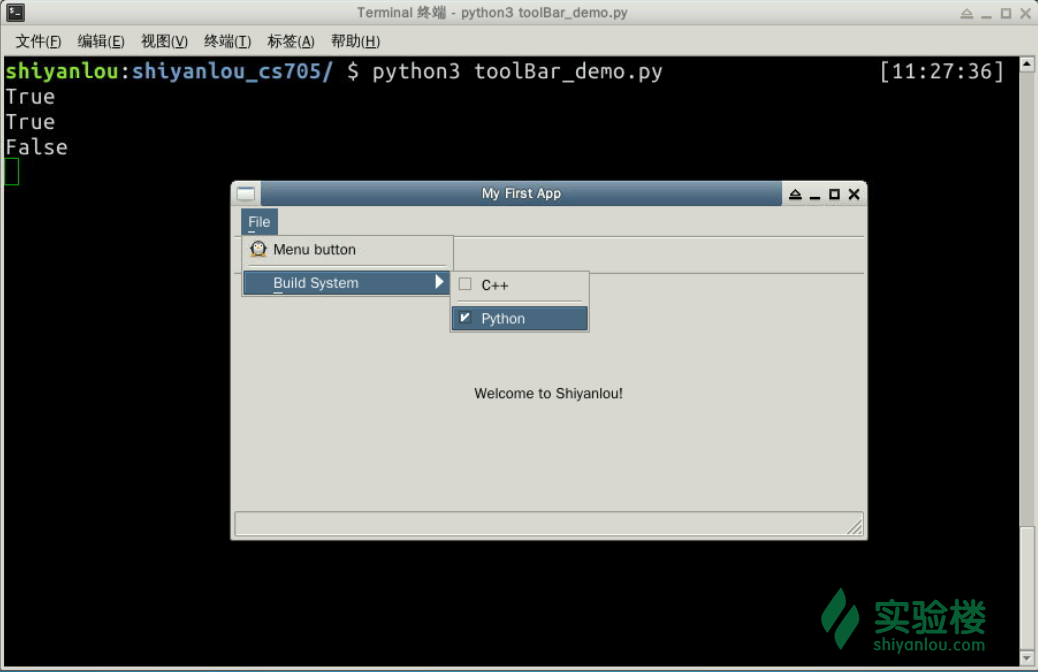 Terminal 终端 - python3 toolBar_demo.py
文件(F) 编辑(E) 视图(V) 终端(T) 标签(A) 帮助(H)
shiyanlou:shiyanlou_cs705/ $ python3 toolBar_demo.py [11:27:36]
True
True
False
My First App
File
Menu button
Build System
C++
Python
Welcome to Shiyanlou!
实验楼
shiyanlou.com